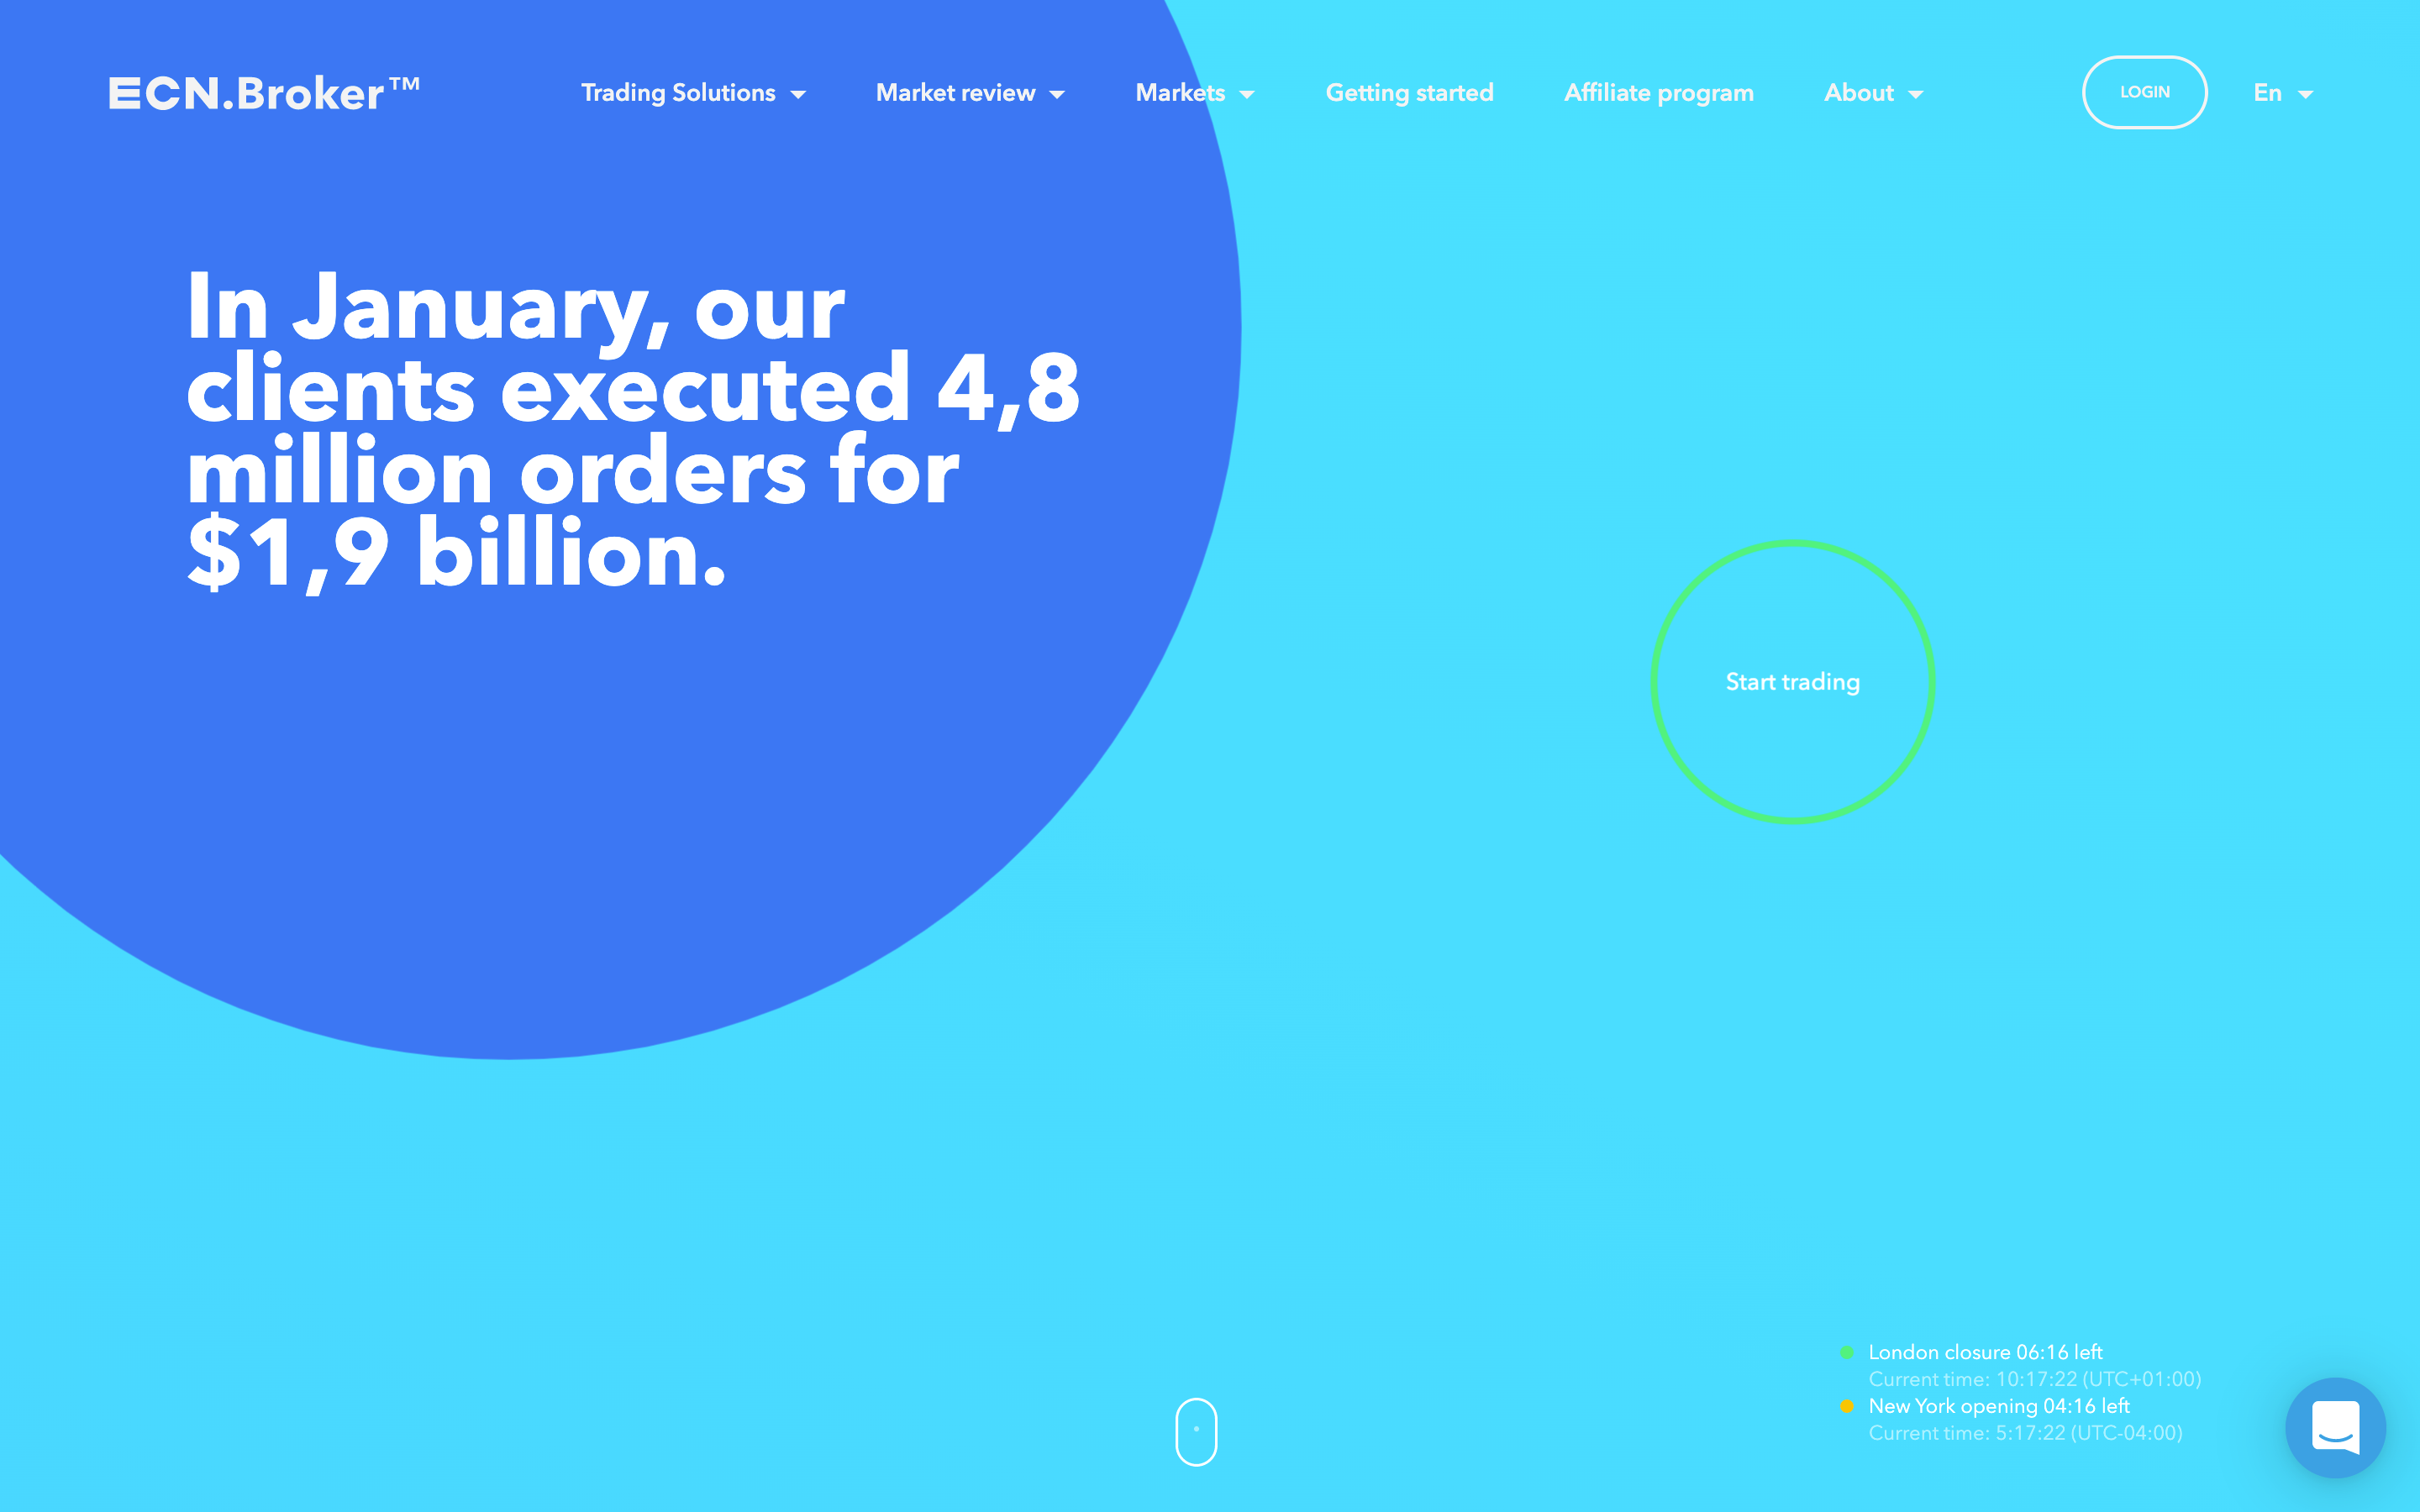 ECN.Broker™
Trading Solutions
Market review
Markets
Getting started
Affiliate program
About
LOGIN
En
In January, our
clients executed 4,8
million orders for
$1,9 billion.
Start trading
London closure 06:16 left
Current time: 10:17:22 (UTC+01:00)
New York opening 04:16 left
Current time: 5:17:22 (UTC-04:00)